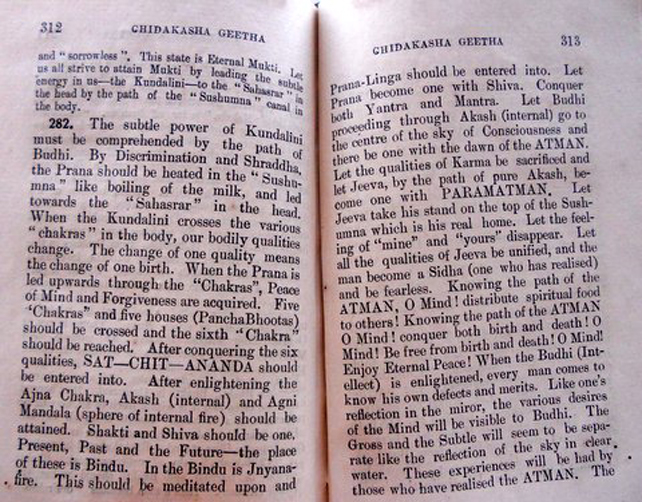 312 CHIDAKASHA GEETHA
and "sorrowless". This state is Eternal Mukti. Let
us all strive to attain Mukti by leading the subtle
energy in us—the Kundalini—to the "Sahasrar" in
the head by the path of the "Sushumna" canal in
the body.
282. The subtle power of Kundalini
must be comprehended by the path of
Budhi. By Discrimination and Shraddha,
the Prana should be heated in the "Sushu-
mna" like boiling of the milk, and led
towards the "Sahasrar" in the head.
When the Kundalini crosses the various
"chakras" in the body, our bodily qualities
change. The change of one quality means
the change of one birth. When the Prana is
led upwards through the "Chakras", Peace
of Mind and Forgiveness are acquired. Five
"Chakras" and five houses (PanchaBhootas)
should be crossed and the sixth "Chakra"
should be reached. After conquering the six
qualities, SAT—CHIT—ANANDA should
be entered into. After enlightening the
Ajna Chakra, Akash (internal) and Agni
Mandala (sphere of internal fire) should be
attained. Shakti and Shiva should be one.
Present, Past and the Future—the place
of these is Bindu. In the Bindu is Jnyana-
fire. This should be meditated upon and
CHIDAKASHA GEETHA 313
Prana-Linga should be entered into. Let
Prana become one with Shiva. Conquer
both Yantra and Mantra. Let Budhi
proceeding through Akash (internal) go to
the centre of the sky of Consciousness and
there be one with the dawn of the ATMAN.
Let the qualities of Karma be sacrificed and
let Jeeva, by the path of pure Akash, be-
come one with PARAMATMAN. Let
Jeeva take his stand on the top of the Sush-
umna which is his real home. Let the feel-
ing of "mine" and "yours" disappear. Let
all the qualities of Jeeva be unified, and the
man become a Sidha (one who has realised)
and be fearless. Knowing the path of the
ATMAN, O Mind! distribute spiritual food
to others! Knowing the path of the ATMAN
O Mind! conquer both birth and death! O
Mind! Be free from birth and death! O Mind!
Enjoy Eternal Peace! When the Budhi (Int-
ellect) is enlightened, every man comes to
know his own defects and merits. Like one's
reflection in the miror, the various desires
of the Mind will be visible to Budhi. The
Gross and the Subtle will seem to be sepa-
rate like the reflection of the sky in clear
water. These experiences will be had by
those who have realised the ATMAN. The